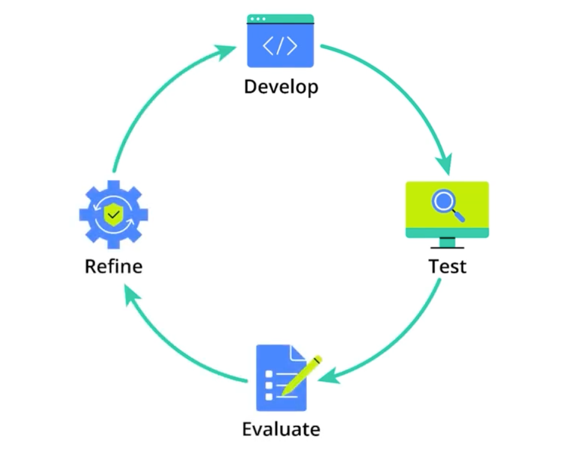 Develop
Test
Evaluate
Refine